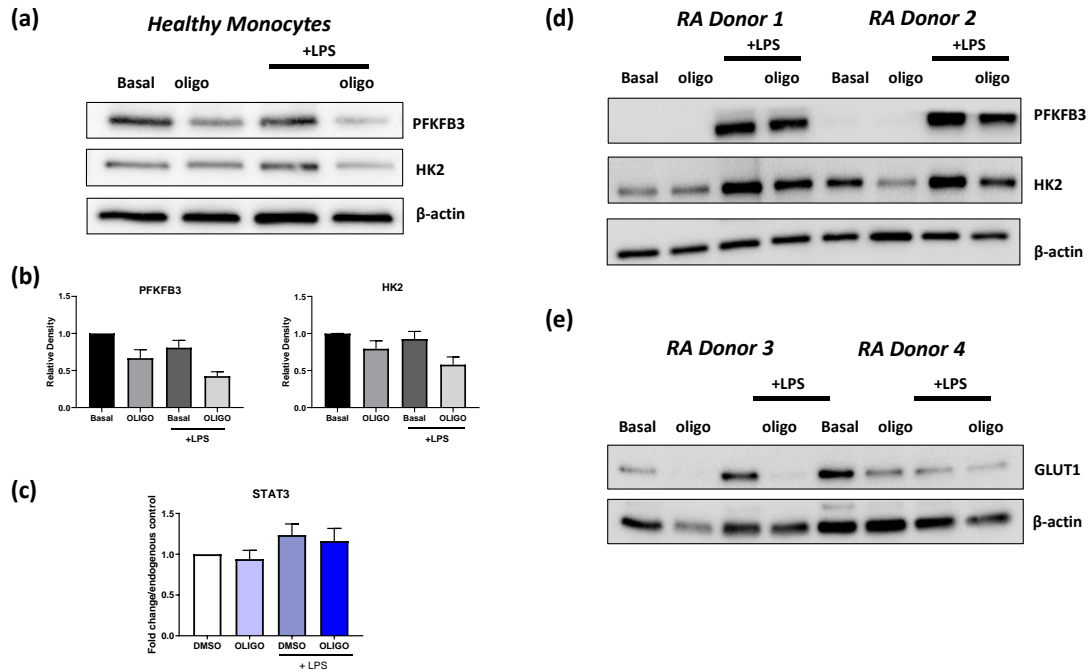 (a)
Healthy Monocytes
+LPS
Basal oligo oligo
PFKFB3
HK2
β-actin
(b)
PFKFB3
Relative Density
1.5
1.0
0.5
0.0
Basal OLIGO Basal OLIGO
+LPS
HK2
Relative Density
1.5
1.0
0.5
0.0
Basal OLIGO Basal OLIGO
+LPS
(c)
STAT3
Fold change/endogenous control
1.5
1.0
0.5
0.0
DMSO OLIGO DMSO OLIGO
+ LPS
(d)
RA Donor 1 RA Donor 2
+LPS +LPS
Basal oligo oligo Basal oligo oligo
PFKFB3
HK2
β-actin
(e)
RA Donor 3 RA Donor 4
+LPS +LPS
Basal oligo oligo Basal oligo oligo
GLUT1
β-actin